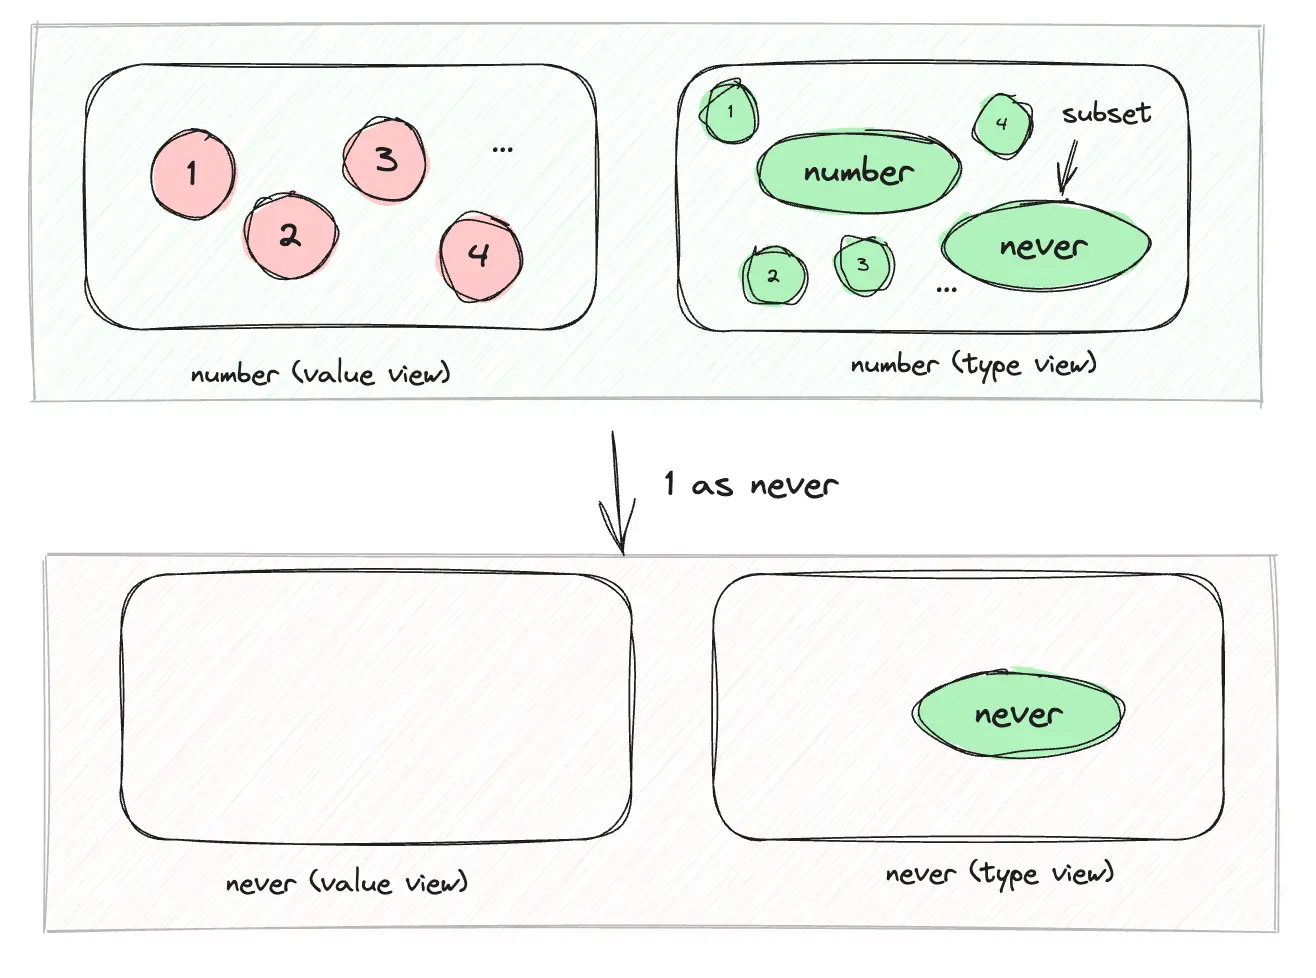 1
2
3
4
...
number (value view)
1
number
4
subset
never
2
3
...
number (type view)
1 as never
never (value view)
never
never (type view)